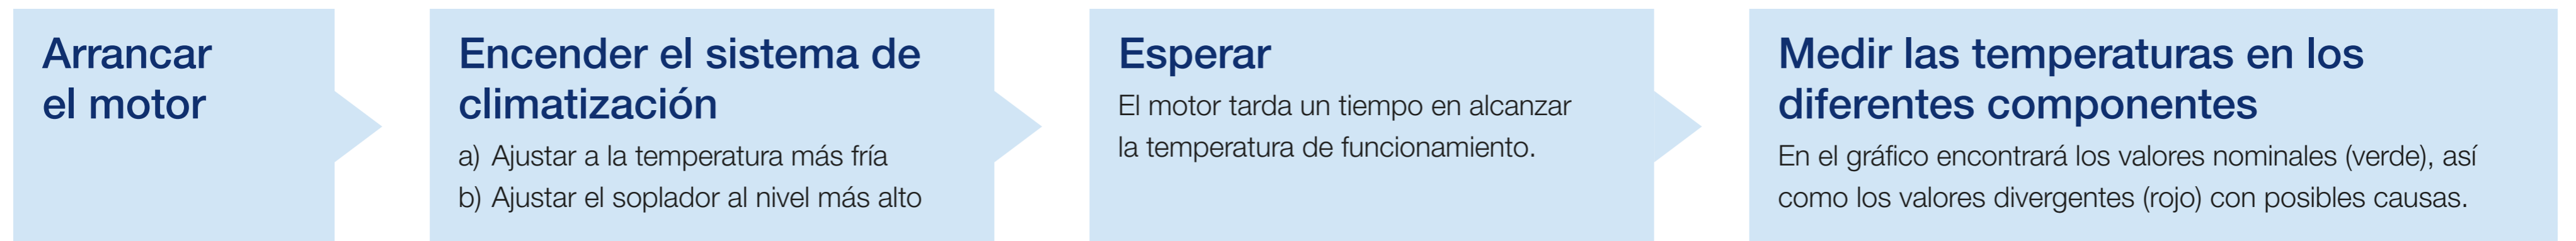 Arrancar
el motor
Encender el sistema de
climatización
a) Ajustar a la temperatura más fría
b) Ajustar el soplador al nivel más alto
Esperar
El motor tarda un tiempo en alcanzar
la temperatura de funcionamiento.
Medir las temperaturas en los
diferentes componentes
En el gráfico encontrará los valores nominales (verde), así
como los valores divergentes (rojo) con posibles causas.